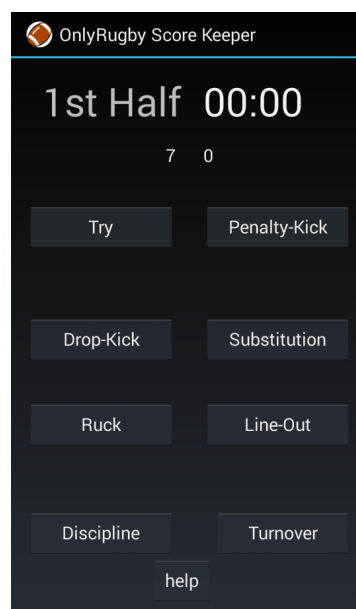 OnlyRugby Score Keeper
1st Half 00:00
7 0
Try Penalty-Kick
Drop-Kick Substitution
Ruck Line-Out
Discipline Turnover
help